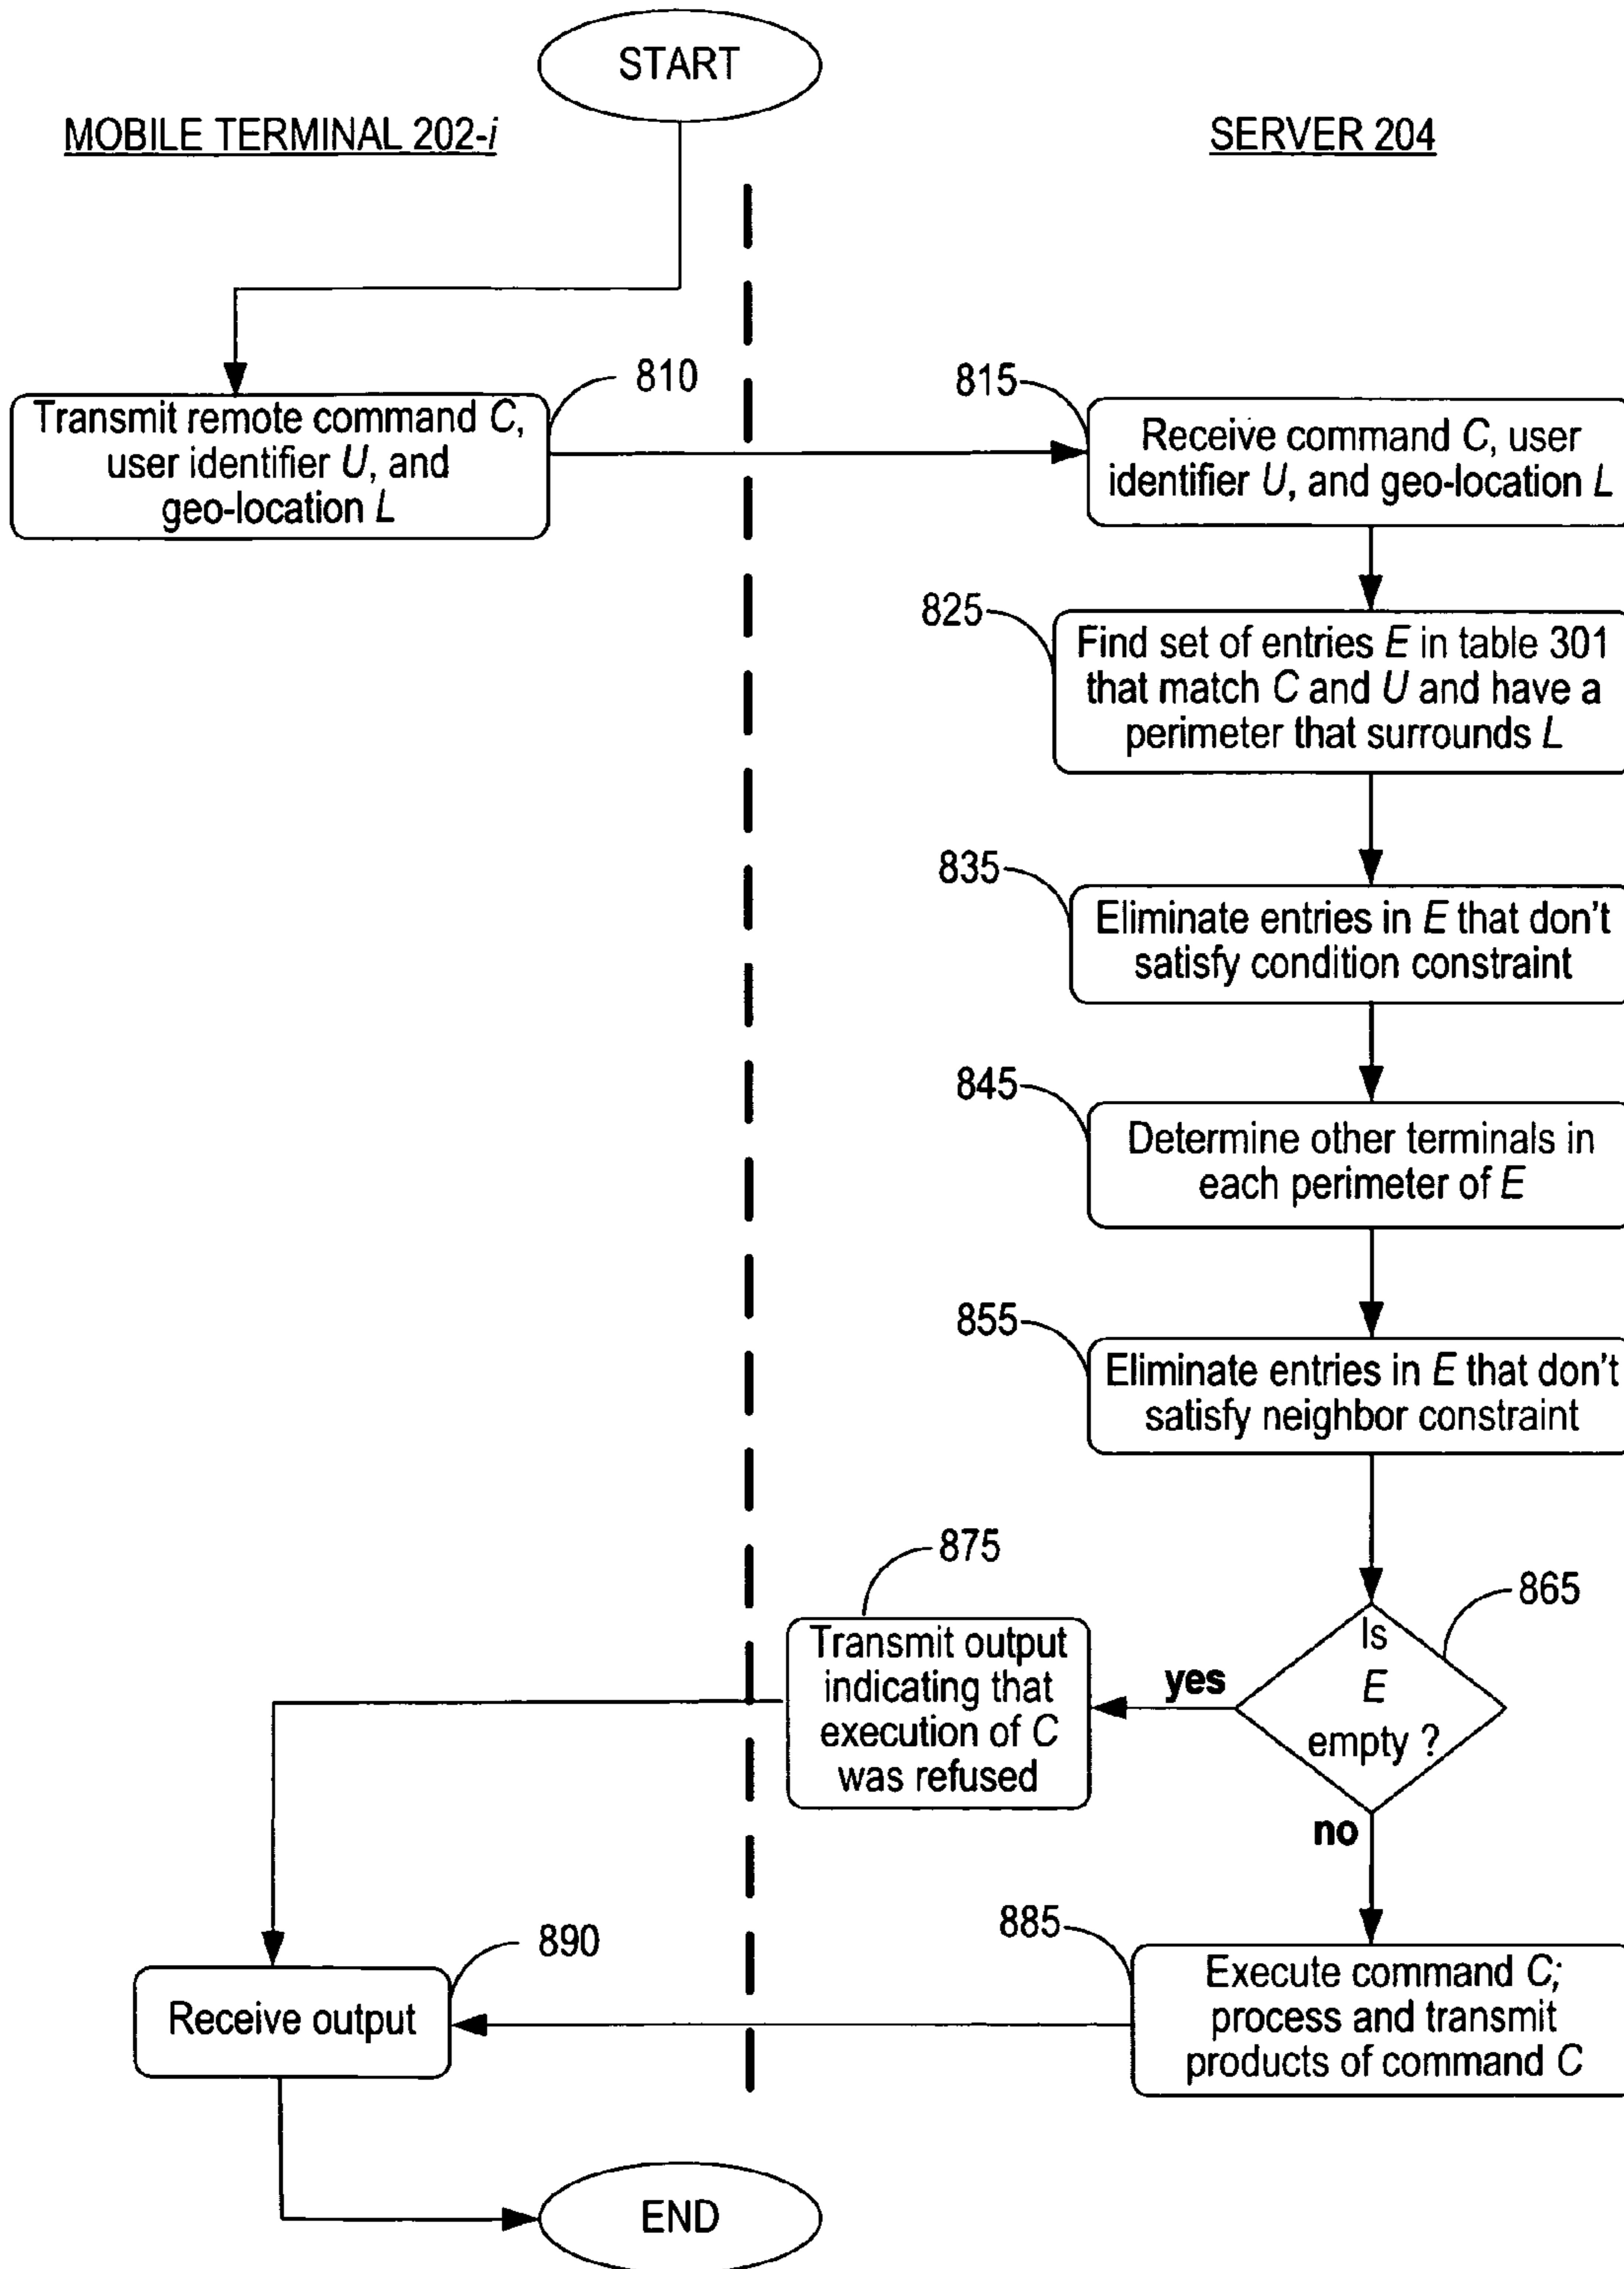 START
MOBILE TERMINAL 202-i
SERVER 204
810
Transmit remote command C,
user identifier U, and
geo-location L
815
Receive command C, user
identifier U, and geo-location L
825
Find set of entries E in table 301
that match C and U and have a
perimeter that surrounds L
835
Eliminate entries in E that don't
satisfy condition constraint
845
Determine other terminals in
each perimeter of E
855
Eliminate entries in E that don't
satisfy neighbor constraint
865
Is
E
empty ?
yes
no
875
Transmit output
indicating that
execution of C
was refused
885
Execute command C;
process and transmit
products of command C
890
Receive output
END